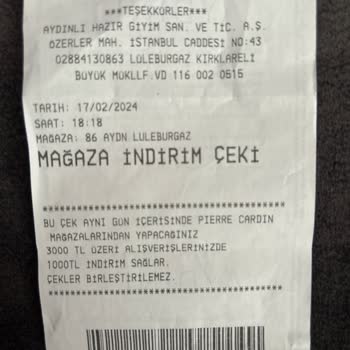 ***TEŞEKKÜRLER***
AYDINLI HAZIR GİYİM SAN. VE TİC. A.Ş.
ÖZERLER MAH. İSTANBUL CADDESİ NO:43
02884130863 LÜLEBURGAZ KIRKLARELİ
BÜYÜK MÜKLLF.VD 116 002 0515
TARİH: 17/02/2024
SAAT: 18:18
MAĞAZA: 86 AYDN LULEBURGAZ
MAĞAZA İNDİRİM ÇEKİ
****************************************
BU ÇEK AYNI GÜN İÇERİSİNDE PIERRE CARDIN
MAĞAZALARINDAN YAPACAĞINIZ
3000 TL ÜZERİ ALIŞVERİŞLERİNİZDE
1000TL İNDİRİM SAĞLAR.
ÇEKLER BİRLEŞTİRİLEMEZ.
****************************************